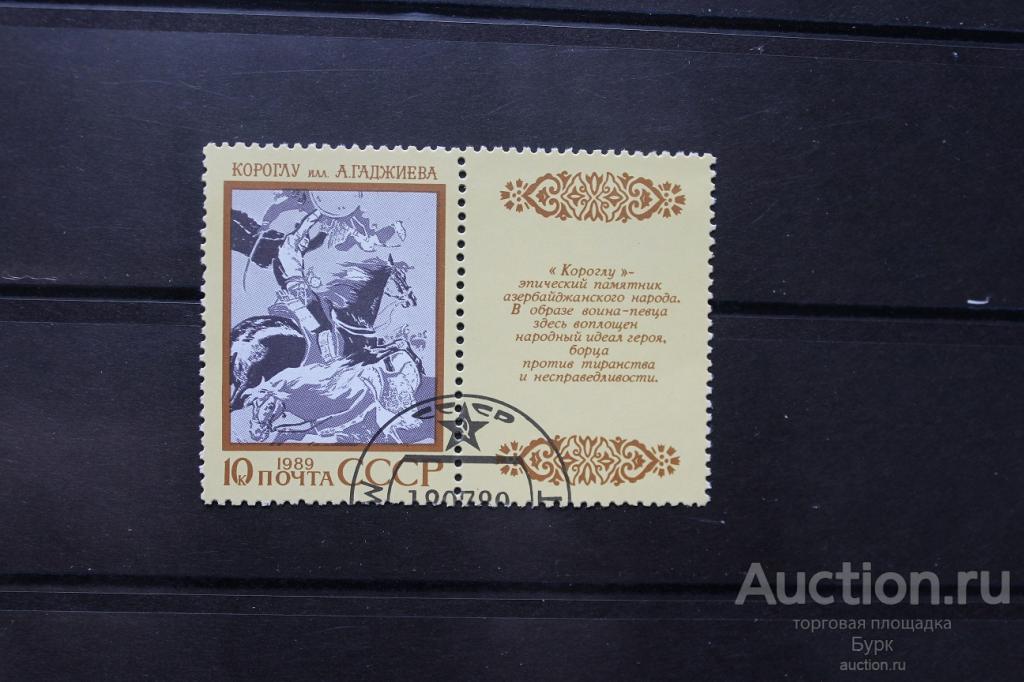 КОРОГЛУ илл. А.ГАДЖИЕВА
10к 1989 ПОЧТА СССР
« Короглу »-
эпический памятник
азербайджанского народа.
В образе воина-певца
здесь воплощен
народный идеал героя,
борца
против тиранства
и несправедливости.
СССР
Auction.ru
торговая площадка
Бурк
auction.ru